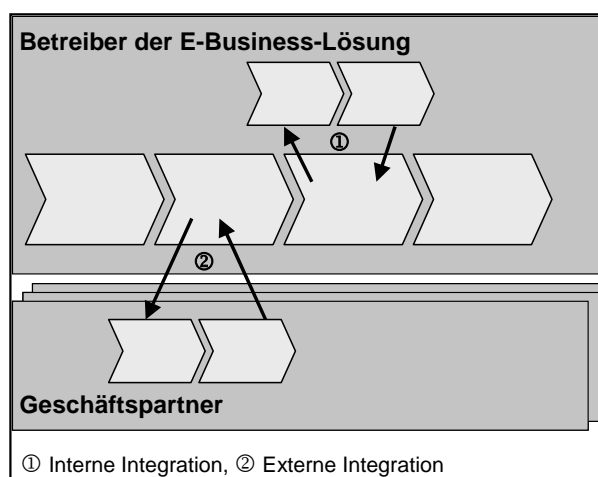 Betreiber der E-Business-Lösung
①
②
Geschäftspartner
① Interne Integration, ② Externe Integration